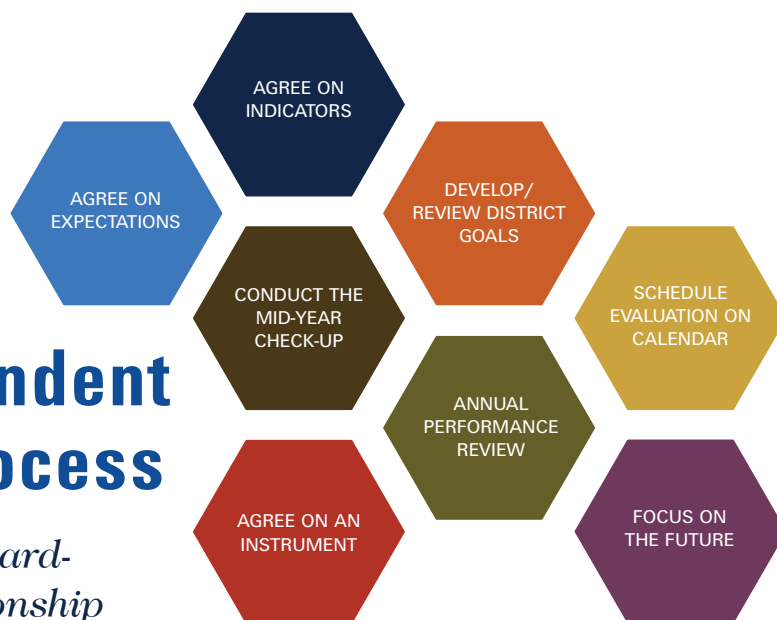 AGREE ON
INDICATORS
AGREE ON
EXPECTATIONS
DEVELOP/
REVIEW DISTRICT
GOALS
CONDUCT THE
MID-YEAR
CHECK-UP
SCHEDULE
EVALUATION ON
CALENDAR
ndent
ocess
ANNUAL
PERFORMANCE
REVIEW
AGREE ON AN
INSTRUMENT
FOCUS ON
THE FUTURE
ard-
onship